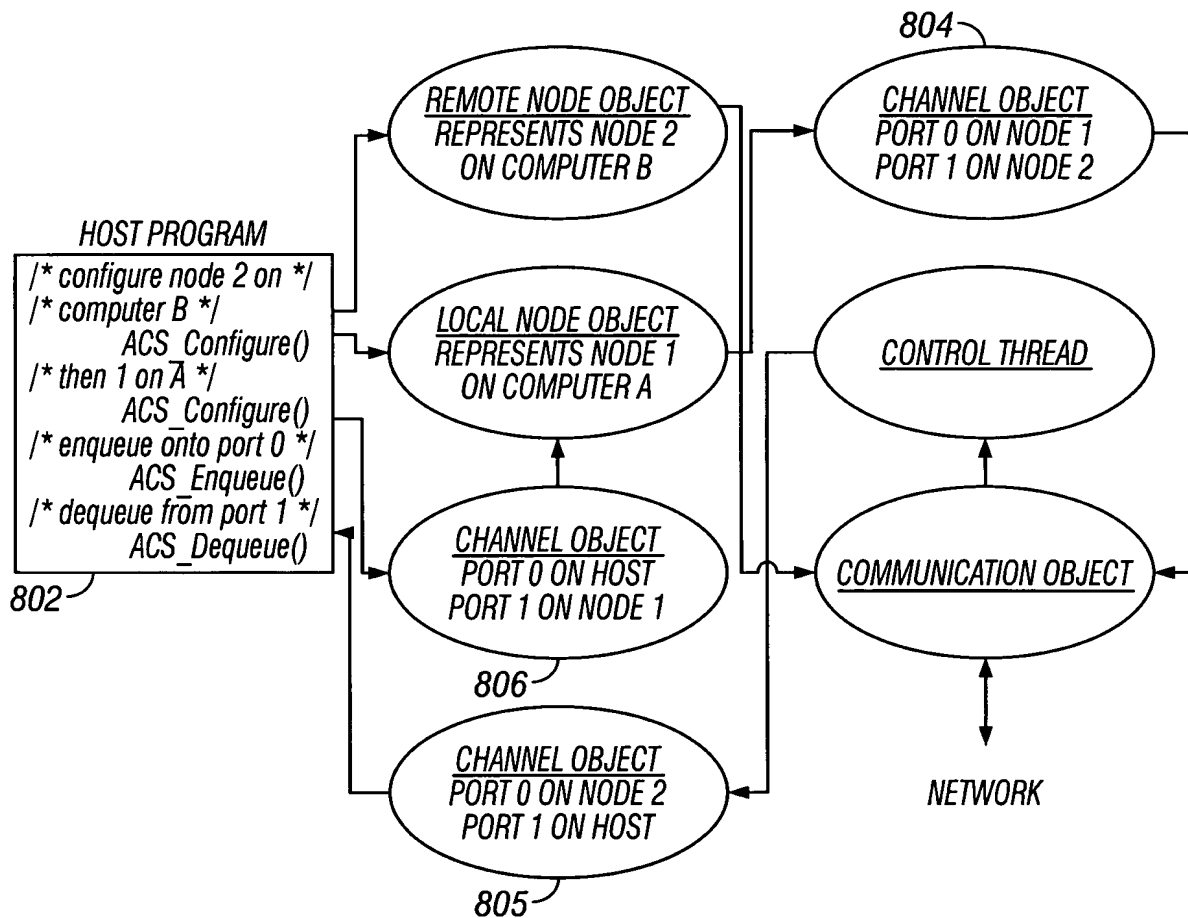 804
REMOTE NODE OBJECT
REPRESENTS NODE 2
ON COMPUTER B
CHANNEL OBJECT
PORT 0 ON NODE 1
PORT 1 ON NODE 2
HOST PROGRAM
/* configure node 2 on */
/* computer B */
ACS_Configure()
/* then 1 on A */
ACS_Configure()
/* enqueue onto port 0 */
ACS_Enqueue()
/* dequeue from port 1 */
ACS_Dequeue()
802
LOCAL NODE OBJECT
REPRESENTS NODE 1
ON COMPUTER A
CONTROL THREAD
CHANNEL OBJECT
PORT 0 ON HOST
PORT 1 ON NODE 1
806
COMMUNICATION OBJECT
CHANNEL OBJECT
PORT 0 ON NODE 2
PORT 1 ON HOST
805
NETWORK